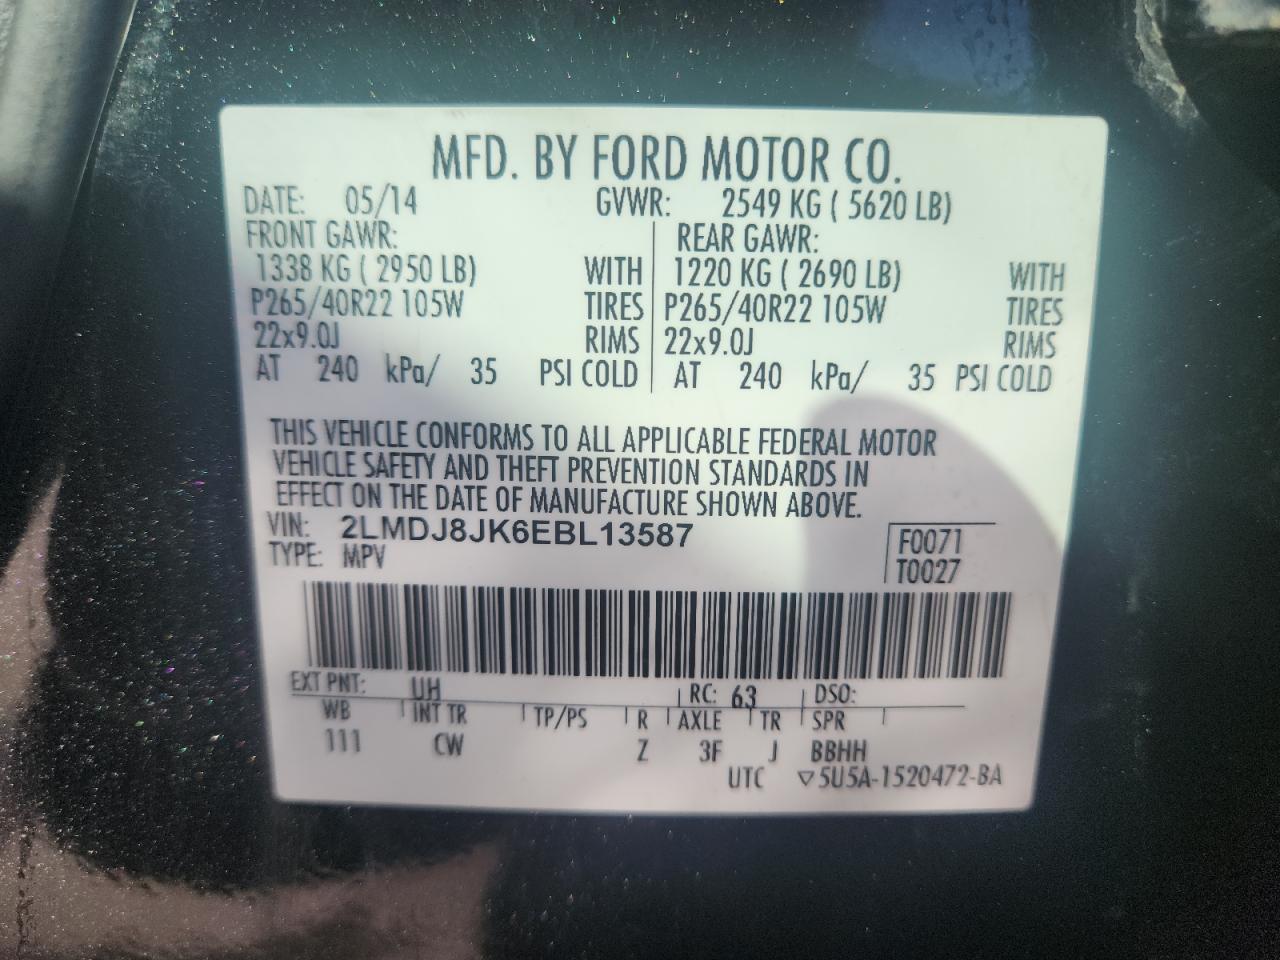 MFD. BY FORD MOTOR CO.
DATE: 05/14 GVWR: 2549 KG ( 5620 LB)
FRONT GAWR: REAR GAWR:
1338 KG ( 2950 LB) WITH 1220 KG ( 2690 LB) WITH
P265/40R22 105W TIRES P265/40R22 105W TIRES
22x9.0J RIMS 22x9.0J RIMS
AT 240 kPa/ 35 PSI COLD AT 240 kPa/ 35 PSI COLD
THIS VEHICLE CONFORMS TO ALL APPLICABLE FEDERAL MOTOR
VEHICLE SAFETY AND THEFT PREVENTION STANDARDS IN
EFFECT ON THE DATE OF MANUFACTURE SHOWN ABOVE.
VIN: 2LMDJ8JK6EBL13587 F0071
TYPE: MPV T0027
EXT PNT: UH RC: 63 DSO:
WB INT TR TP/PS R AXLE TR SPR
111 CW Z 3F J BBHH
UTC ▽5U5A-1520472-BA